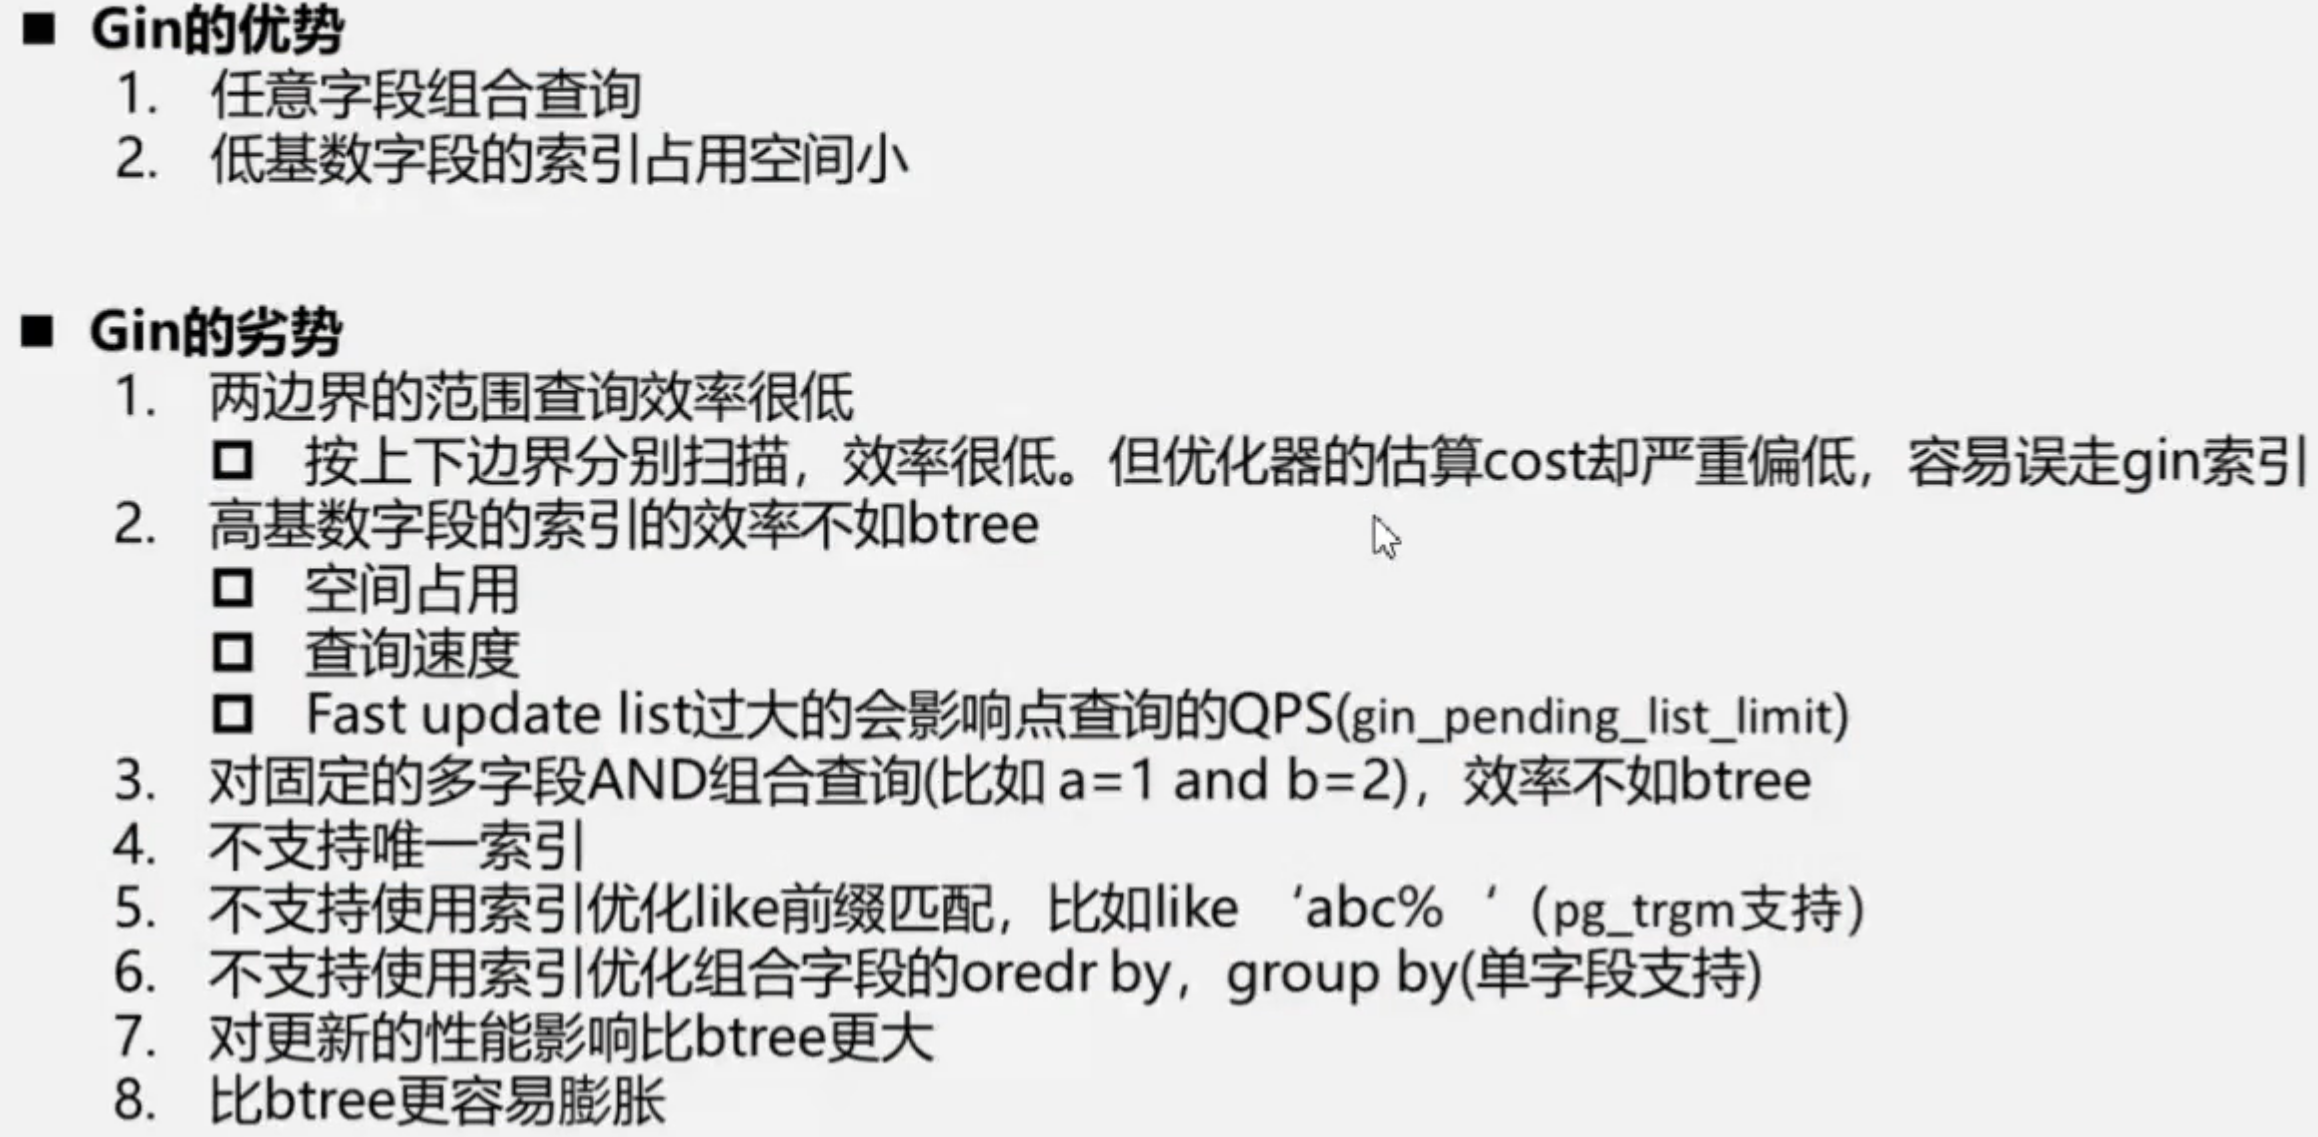 ■ Gin的优势
1. 任意字段组合查询
2. 低基数字段的索引占用空间小
■ Gin的劣势
1. 两边界的范围查询效率很低
按上下边界分别扫描，效率很低。但优化器的估算cost却严重偏低，容易误走gin索引
2. 高基数字段的索引的效率不如btree
空间占用
查询速度
Fast update list过大的会影响点查询的QPS(gin_pending_list_limit)
3. 对固定的多字段AND组合查询(比如 a=1 and b=2)，效率不如btree
4. 不支持唯一索引
5. 不支持使用索引优化like前缀匹配，比如like ‘abc% ‘（pg_trgm支持）
6. 不支持使用索引优化组合字段的oredr by，group by(单字段支持)
7. 对更新的性能影响比btree更大
8. 比btree更容易膨胀